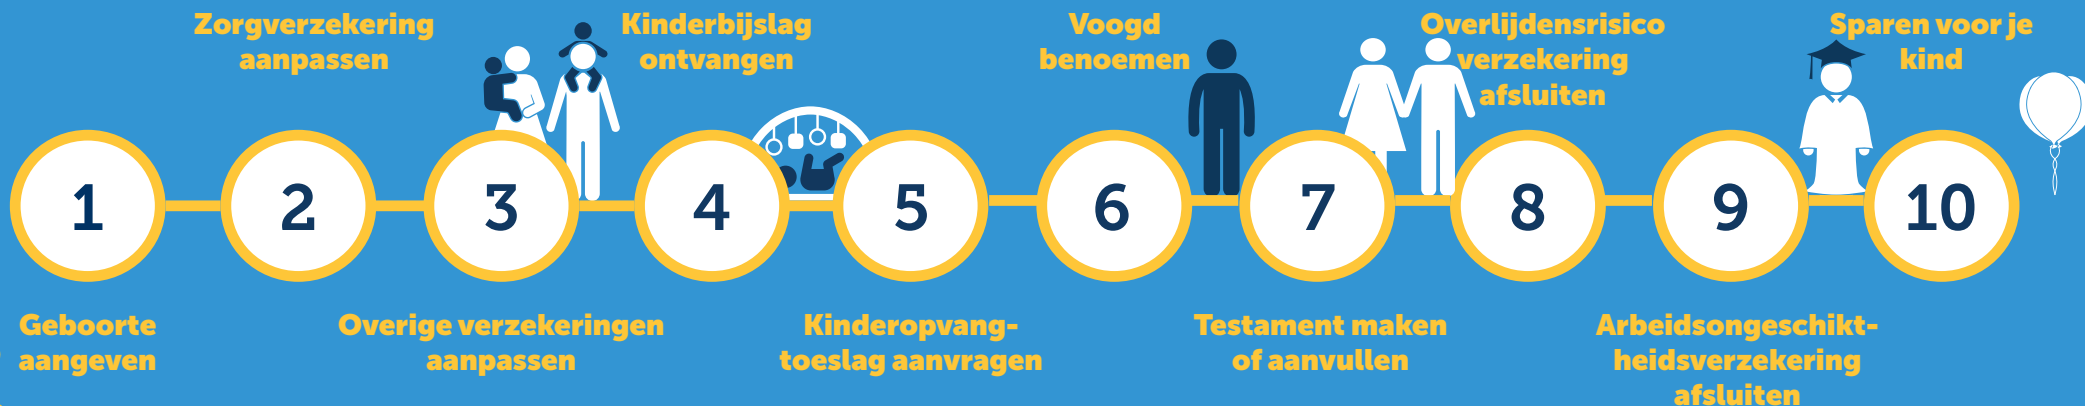 1
Geboorte
aangeven
2
Zorgverzekering
aanpassen
3
Overige verzekeringen
aanpassen
4
Kinderbijslag
ontvangen
5
Kinderopvang-
toeslag aanvragen
6
Voogd
benoemen
7
Testament maken
of aanvullen
8
Overlijdensrisico
verzekering
afsluiten
9
Arbeidsongeschikt-
heidsverzekering
afsluiten
10
Sparen voor je
kind